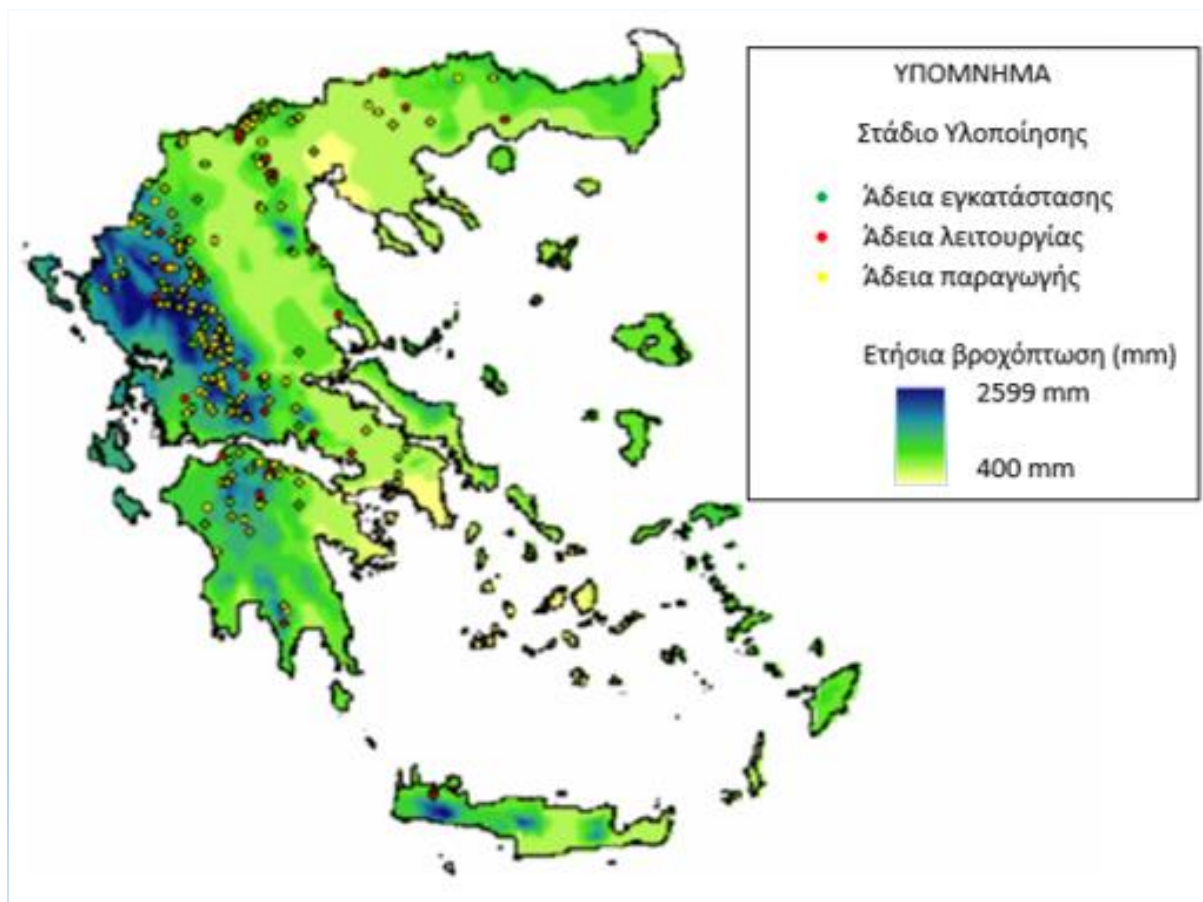 ΥΠΟΜΝΗΜΑ
Στάδιο Υλοποίησης
Άδεια εγκατάστασης
Άδεια λειτουργίας
Άδεια παραγωγής
Ετήσια βροχόπτωση (mm)
2599 mm
400 mm